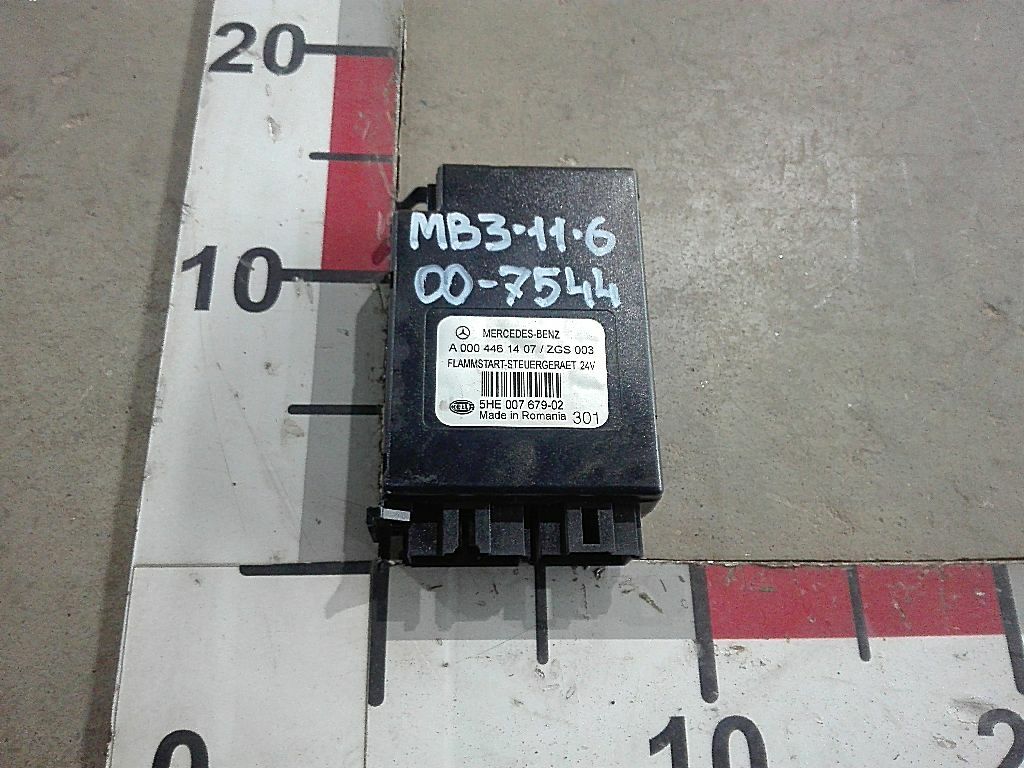 20
10
MB3·11·6
00-7544
MERCEDES-BENZ
A 000 446 14 07 / ZGS 003
FLAMMSTART-STEUERGERAET 24V
HELLA
5HE 007 679-02
Made in Romania 301
0
10
2